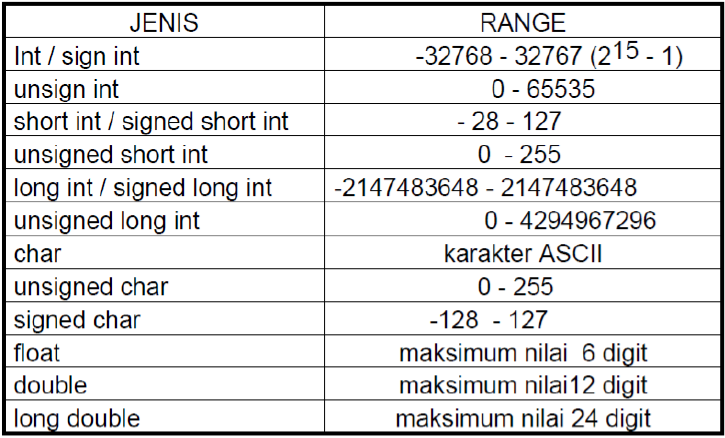 JENIS RANGE
Int / sign int -32768 - 32767 (2^15 - 1)
unsign int 0 - 65535
short int / signed short int - 28 - 127
unsigned short int 0 - 255
long int / signed long int -2147483648 - 2147483648
unsigned long int 0 - 4294967296
char karakter ASCII
unsigned char 0 - 255
signed char -128 - 127
float maksimum nilai 6 digit
double maksimum nilai12 digit
long double maksimum nilai 24 digit